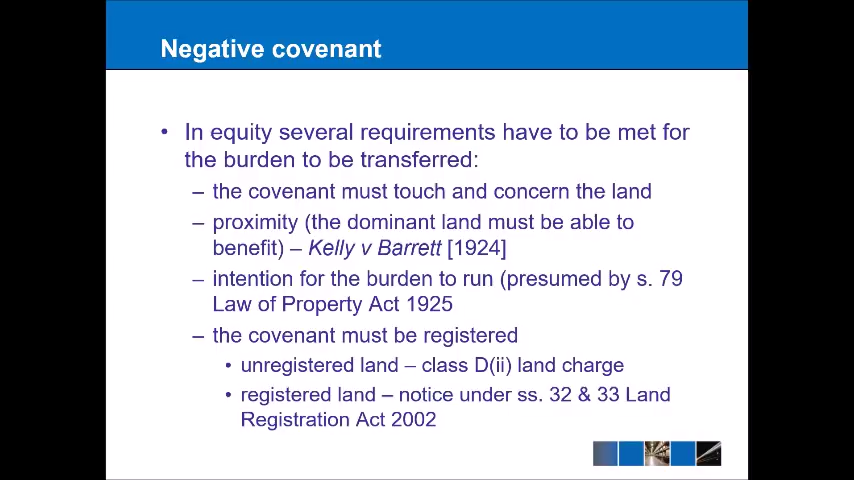 Negative covenant
• In equity several requirements have to be met for
the burden to be transferred:
– the covenant must touch and concern the land
– proximity (the dominant land must be able to
benefit) – Kelly v Barrett [1924]
– intention for the burden to run (presumed by s. 79
Law of Property Act 1925
– the covenant must be registered
• unregistered land – class D(ii) land charge
• registered land – notice under ss. 32 & 33 Land
Registration Act 2002